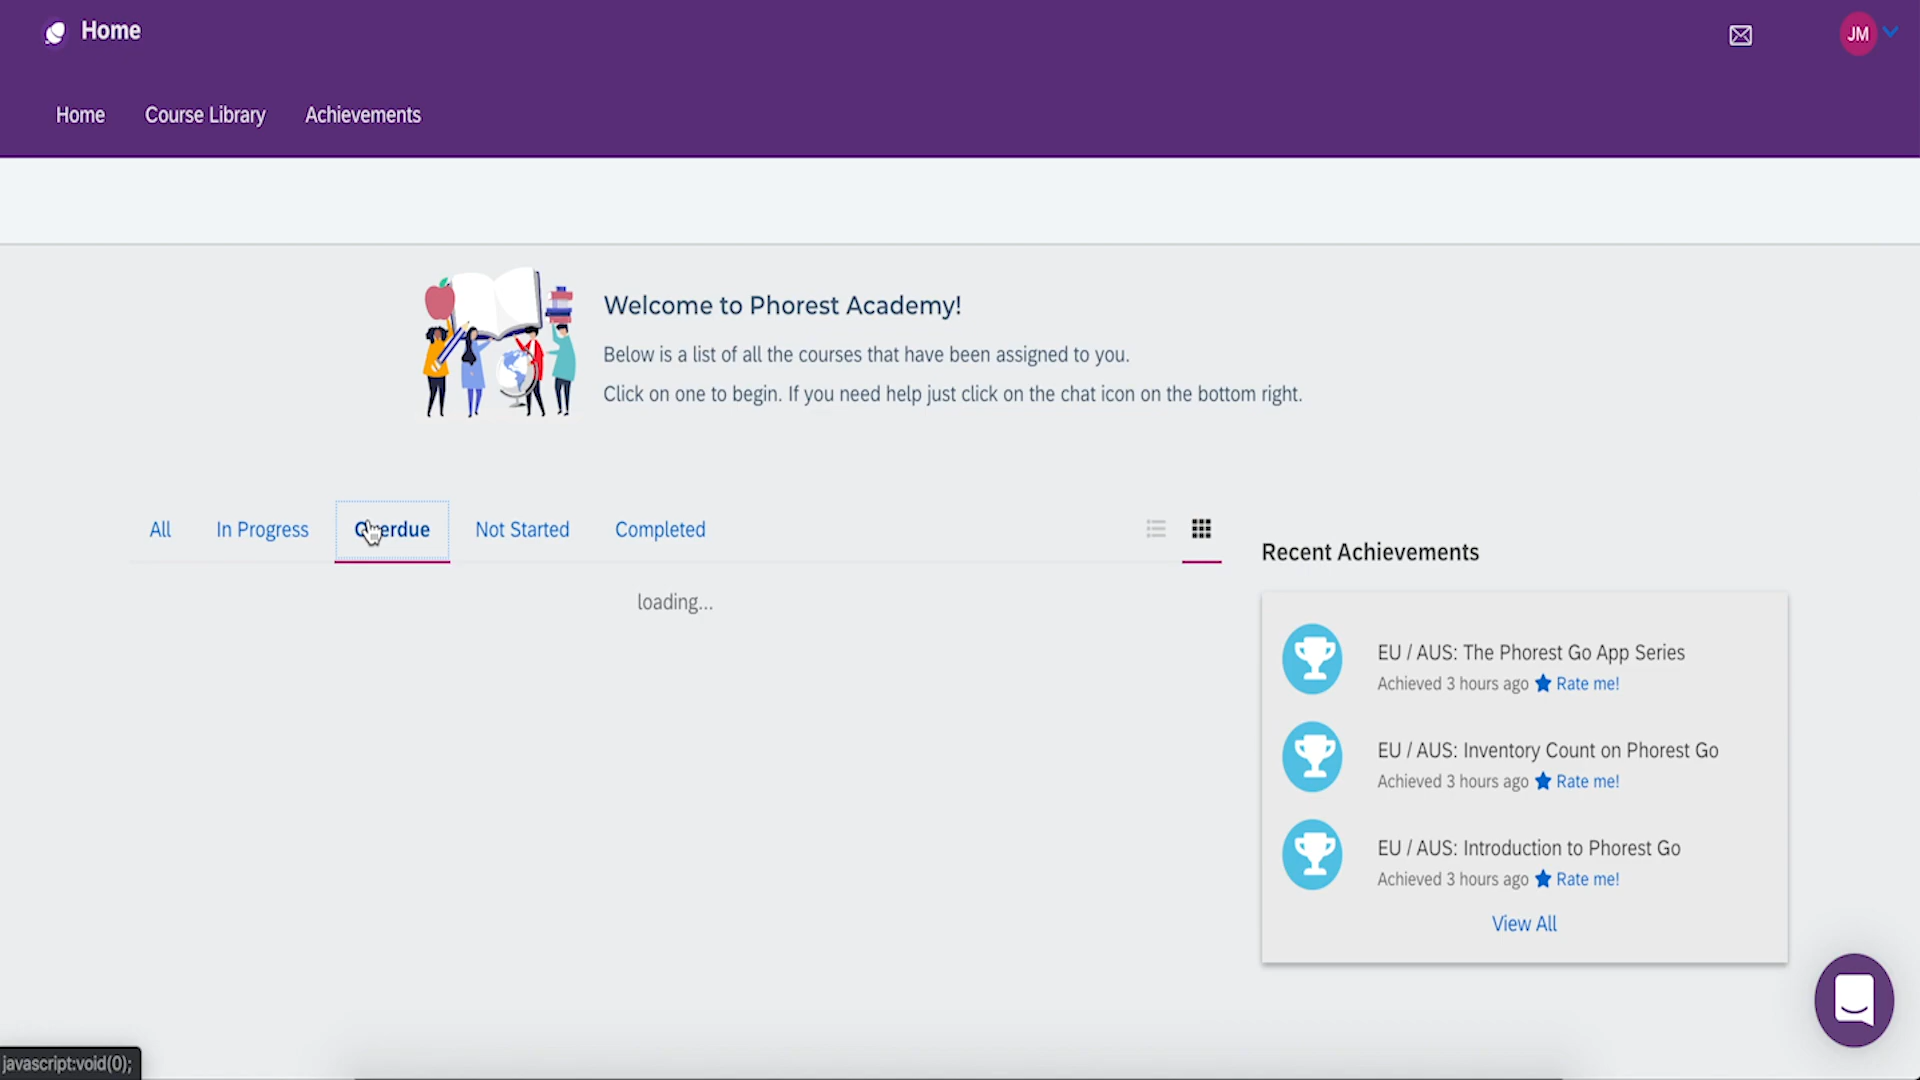 Home
JM
Home
Course Library
Achievements
Welcome to Phorest Academy!
Below is a list of all the courses that have been assigned to you.
Click on one to begin. If you need help just click on the chat icon on the bottom right.
All
In Progress
Overdue
Not Started
Completed
loading...
Recent Achievements
EU / AUS: The Phorest Go App Series
Achieved 3 hours ago ★ Rate me!
EU / AUS: Inventory Count on Phorest Go
Achieved 3 hours ago ★ Rate me!
EU / AUS: Introduction to Phorest Go
Achieved 3 hours ago ★ Rate me!
View All
javascript:void(0);